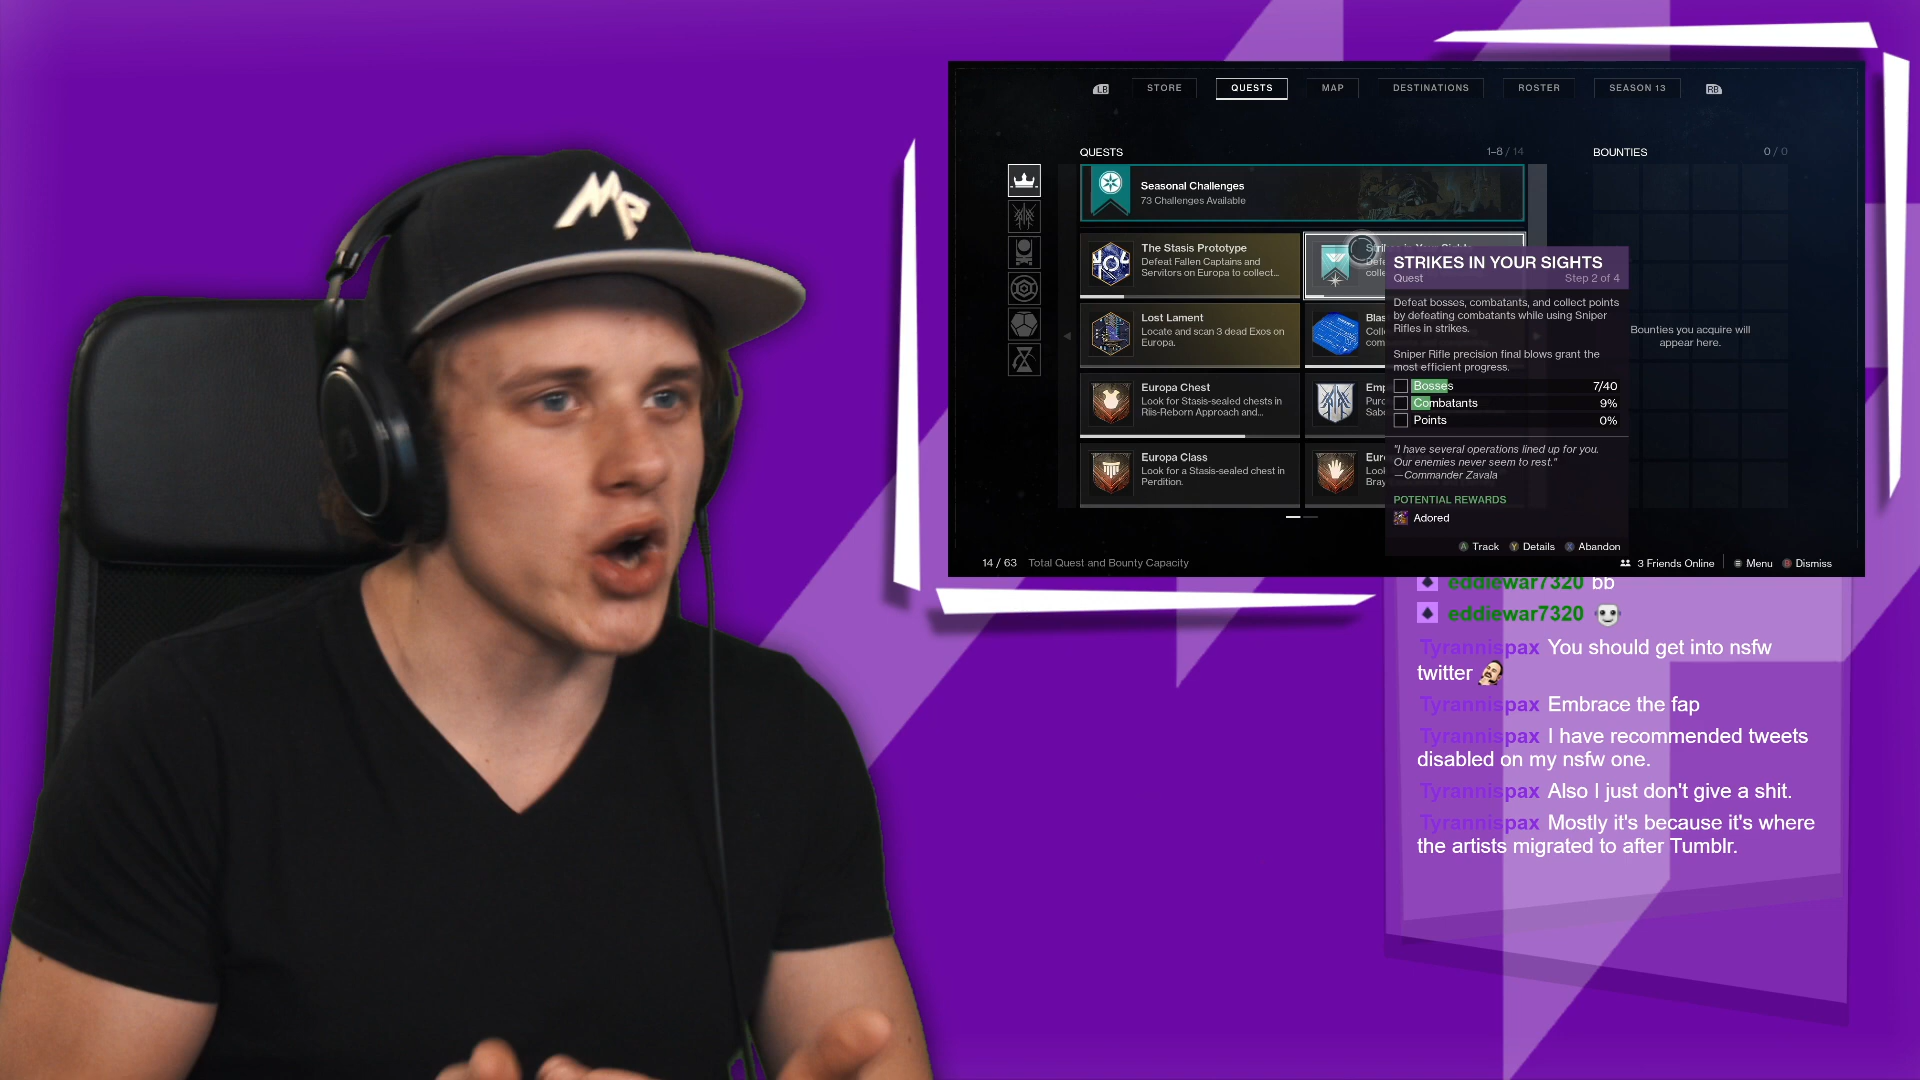 MP
LB
STORE
QUESTS
MAP
DESTINATIONS
ROSTER
SEASON 13
RB
QUESTS
1–8 / 14
Seasonal Challenges
73 Challenges Available
The Stasis Prototype
Defeat Fallen Captains and
Servitors on Europa to collect...
Lost Lament
Locate and scan 3 dead Exos on
Europa.
Europa Chest
Look for Stasis-sealed chests in
Riis-Reborn Approach and...
Europa Class
Look for a Stasis-sealed chest in
Perdition.
STRIKES IN YOUR SIGHTS
Quest
Step 2 of 4
Defeat bosses, combatants, and collect points
by defeating combatants while using Sniper
Rifles in strikes.
Sniper Rifle precision final blows grant the
most efficient progress.
Bosses 7/40
Combatants 9%
Points 0%
"I have several operations lined up for you.
Our enemies never seem to rest."
—Commander Zavala
POTENTIAL REWARDS
Adored
A Track Y Details X Abandon
BOUNTIES
0 / 0
Bounties you acquire will
appear here.
14 / 63 Total Quest and Bounty Capacity
3 Friends Online
Menu
B Dismiss
eddiewar7320 bb
eddiewar7320
Tyrannispax You should get into nsfw
twitter
Tyrannispax Embrace the fap
Tyrannispax I have recommended tweets
disabled on my nsfw one.
Tyrannispax Also I just don't give a shit.
Tyrannispax Mostly it's because it's where
the artists migrated to after Tumblr.